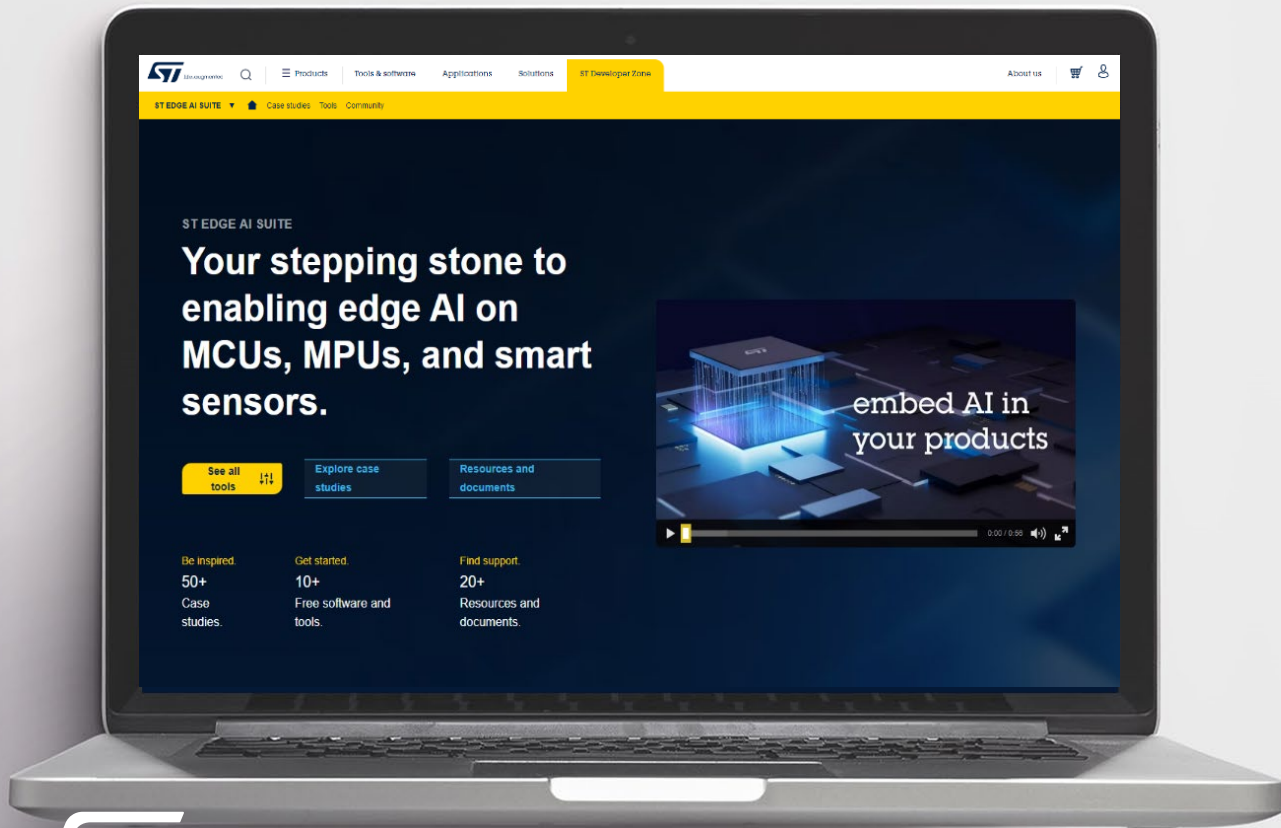 ST life.augmented
Products
Tools & software
Applications
Solutions
ST Developer Zone
About us
ST EDGE AI SUITE
Case studies
Tools
Community
ST EDGE AI SUITE
Your stepping stone to
enabling edge AI on
MCUs, MPUs, and smart
sensors.
See all
tools
Explore case
studies
Resources and
documents
embed AI in
your products
0:00 / 0:56
Be inspired.
50+
Case
studies.
Get started.
10+
Free software and
tools.
Find support.
20+
Resources and
documents.